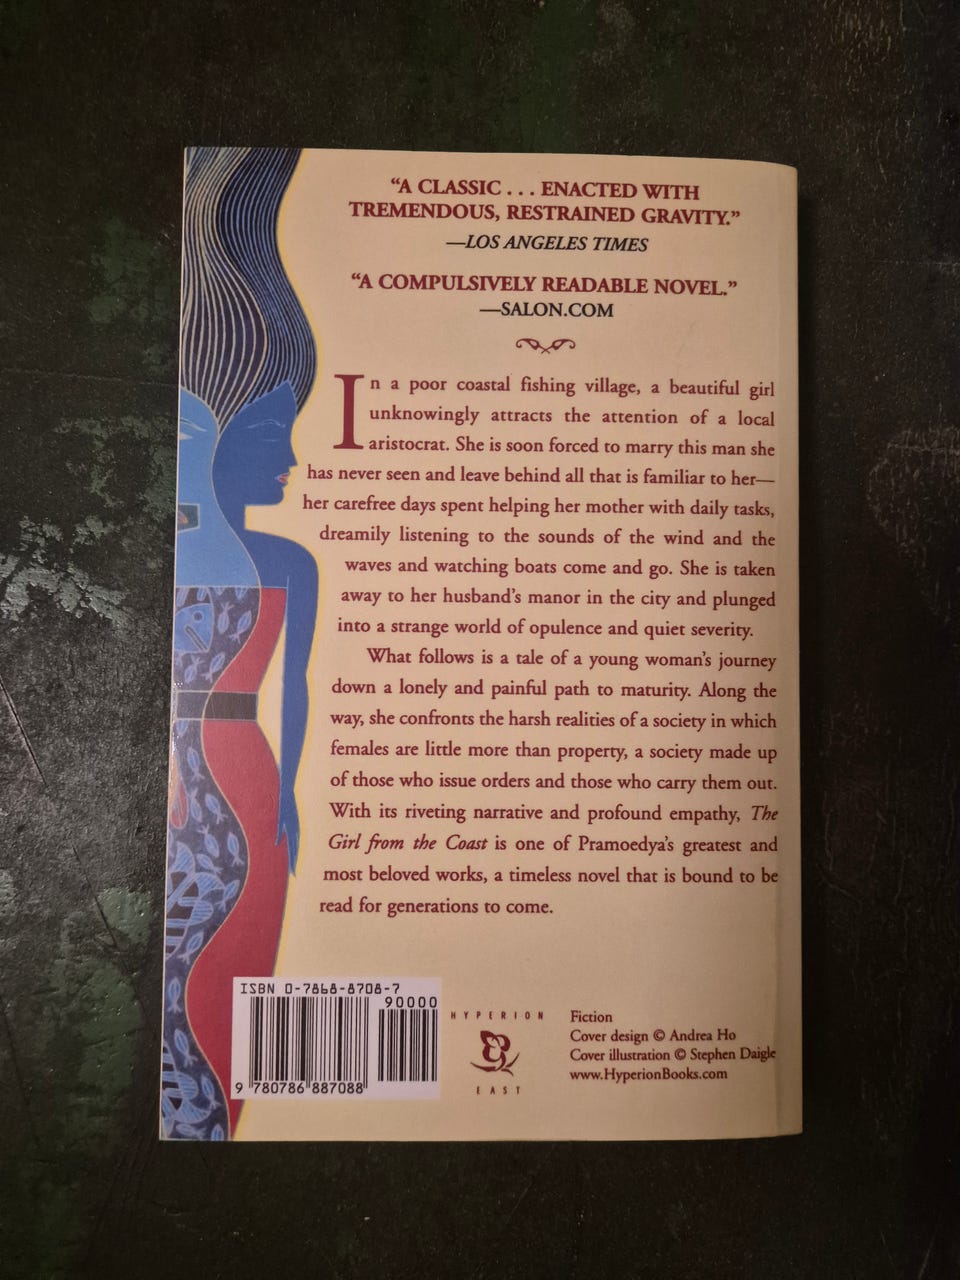 “A CLASSIC . . . ENACTED WITH
TREMENDOUS, RESTRAINED GRAVITY.”
—LOS ANGELES TIMES
“A COMPULSIVELY READABLE NOVEL.”
—SALON.COM
In a poor coastal fishing village, a beautiful girl
unknowingly attracts the attention of a local
aristocrat. She is soon forced to marry this man she
has never seen and leave behind all that is familiar to her—
her carefree days spent helping her mother with daily tasks,
dreamily listening to the sounds of the wind and the
waves and watching boats come and go. She is taken
away to her husband’s manor in the city and plunged
into a strange world of opulence and quiet severity.
What follows is a tale of a young woman’s journey
down a lonely and painful path to maturity. Along the
way, she confronts the harsh realities of a society in which
females are little more than property, a society made up
of those who issue orders and those who carry them out.
With its riveting narrative and profound empathy, The
Girl from the Coast is one of Pramoedya’s greatest and
most beloved works, a timeless novel that is bound to be
read for generations to come.
ISBN 0-7868-8708-7
90000
9 780786 887088
HYPERION
EAST
Fiction
Cover design © Andrea Ho
Cover illustration © Stephen Daigle
www.HyperionBooks.com